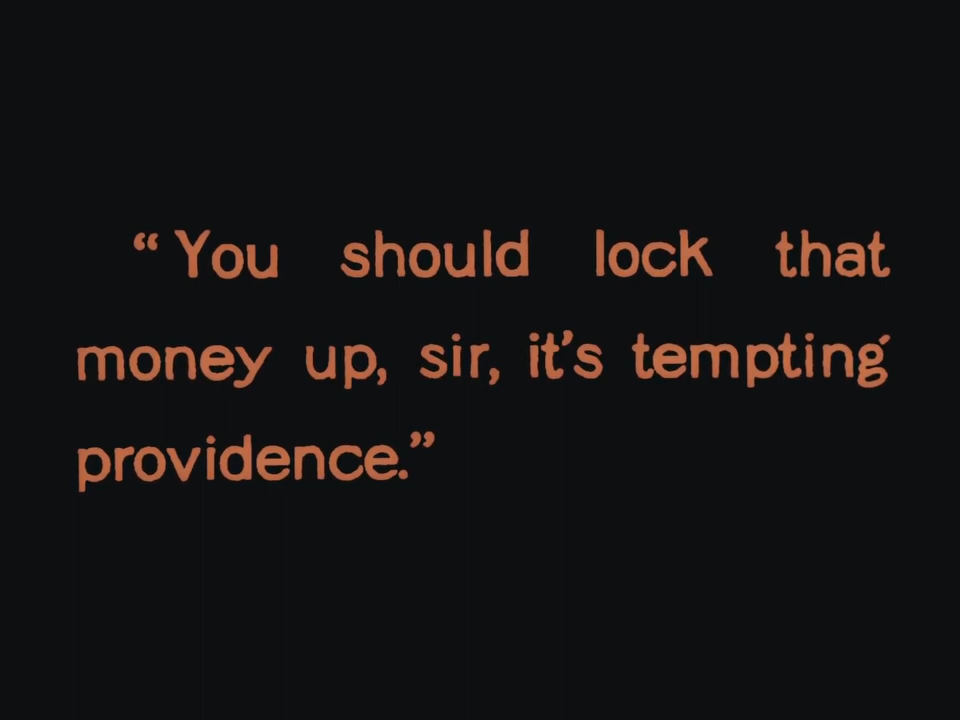 “You should lock that
money up, sir, it’s tempting
providence.”